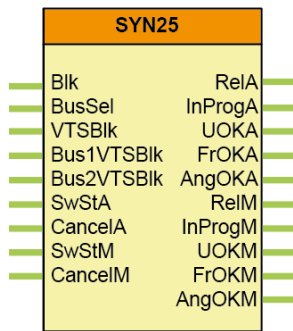 SYN25
Blk RelA
BusSel InProgA
VTSBlk UOKA
Bus1VTSBlk FrOKA
Bus2VTSBlk AngOKA
SwStA RelM
CancelA InProgM
SwStM UOKM
CancelM FrOKM
AngOKM